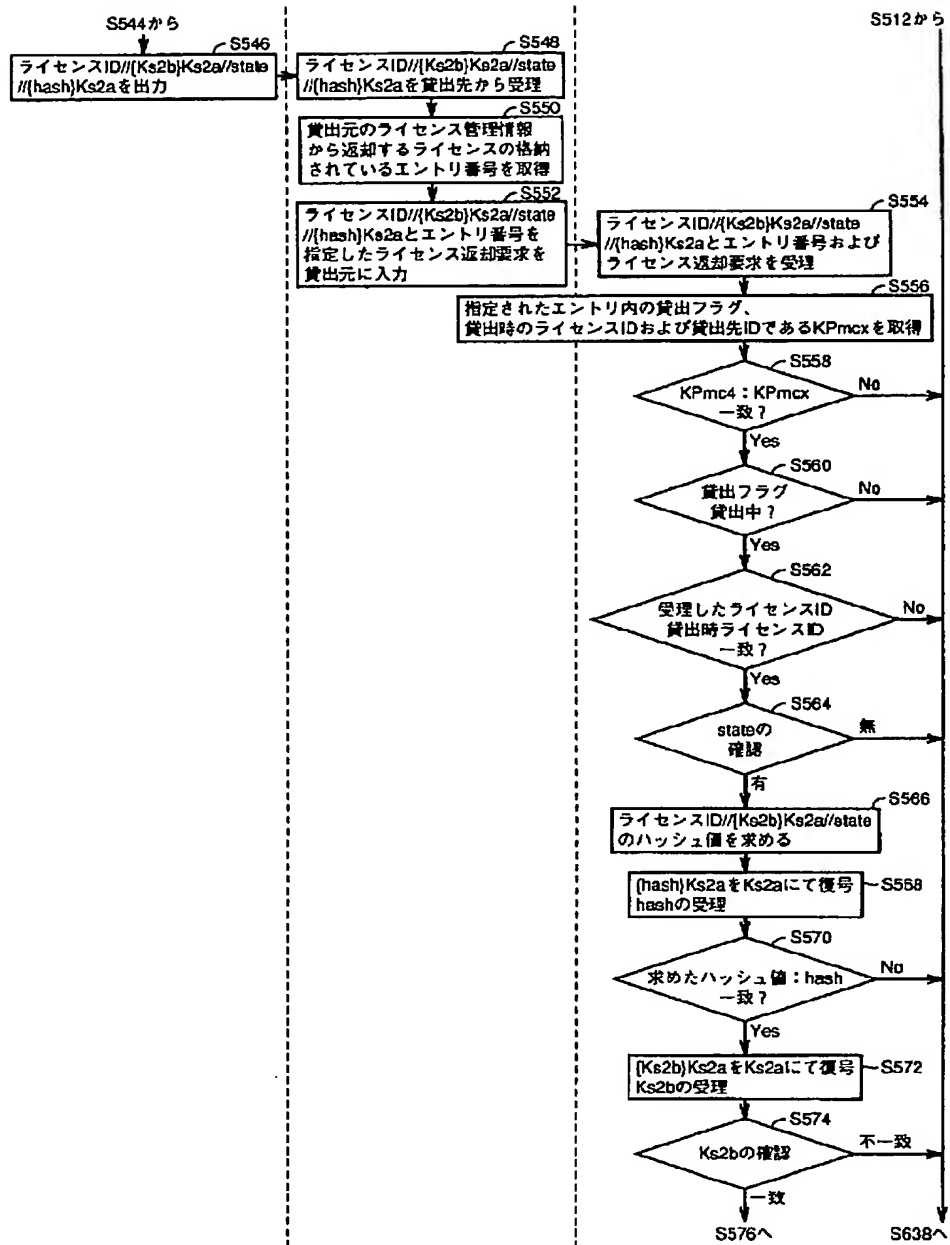 S544から
S512から
S546
ライセンスID//{Ks2b}Ks2a//state
//{hash}Ks2aを出力
S548
ライセンスID//{Ks2b}Ks2a//state
//{hash}Ks2aを貸出先から受理
S550
貸出元のライセンス管理情報
から返却するライセンスの格納
されているエントリ番号を取得
S552
ライセンスID//{Ks2b}Ks2a//state
//{hash}Ks2aとエントリ番号を
指定したライセンス返却要求を
貸出元に入力
S554
ライセンスID//{Ks2b}Ks2a//state
//{hash}Ks2aとエントリ番号および
ライセンス返却要求を受理
S556
指定されたエントリ内の貸出フラグ、
貸出時のライセンスIDおよび貸出先IDであるKPmcxを取得
S558
KPmc4：KPmcx
一致？
No
Yes
S560
貸出フラグ
貸出中？
No
Yes
S562
受理したライセンスID
貸出時ライセンスID
一致？
No
Yes
S564
stateの
確認
無
有
S566
ライセンスID//{Ks2b}Ks2a//state
のハッシュ値を求める
{hash}Ks2aをKs2aにて復号
hashの受理
S568
S570
求めたハッシュ値：hash
一致？
No
Yes
{Ks2b}Ks2aをKs2aにて復号
Ks2bの受理
S572
S574
Ks2bの確認
不一致
一致
S576へ
S638へ